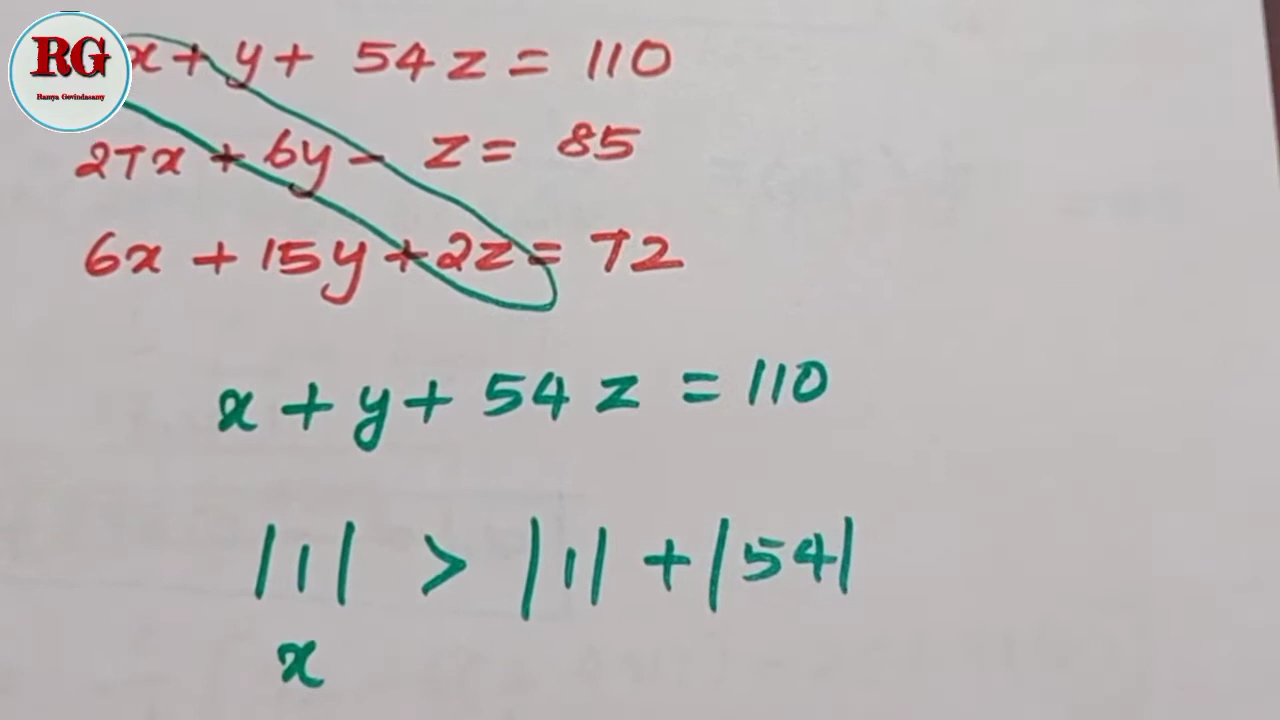 RG
Ramya Govindasamy
x + y + 54z = 110
27x + 6y - z = 85
6x + 15y + 2z = 72
x + y + 54z = 110
|1| > |1| + |54|
x